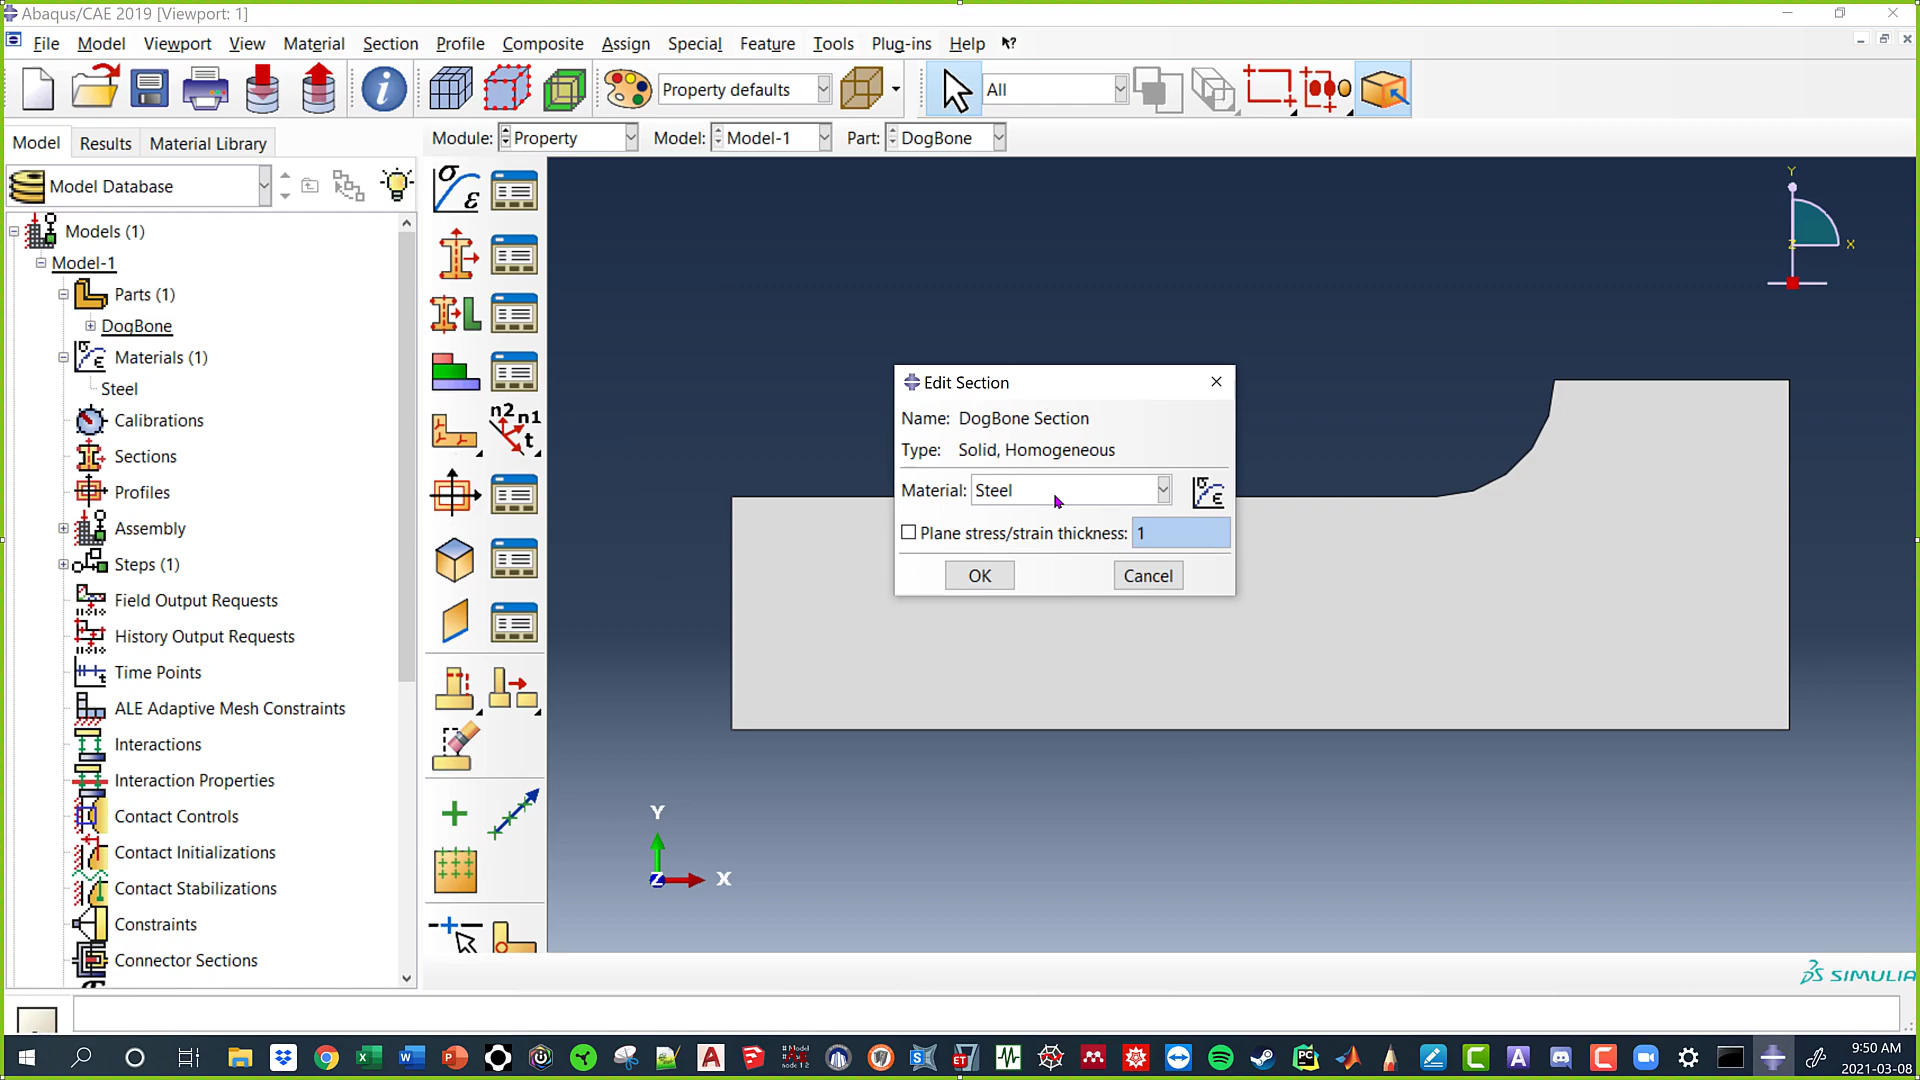 Abaqus/CAE 2019 [Viewport: 1]
File Model Viewport View Material Section Profile Composite Assign Special Feature Tools Plug-ins Help
Property defaults
All
Model Results Material Library
Module: Property Model: Model-1 Part: DogBone
Model Database
Models (1)
Model-1
Parts (1)
DogBone
Materials (1)
Steel
Calibrations
Sections
Profiles
Assembly
Steps (1)
Field Output Requests
History Output Requests
Time Points
ALE Adaptive Mesh Constraints
Interactions
Interaction Properties
Contact Controls
Contact Initializations
Contact Stabilizations
Constraints
Connector Sections
σ
ε
n2 n1
t
Edit Section
Name: DogBone Section
Type: Solid, Homogeneous
Material: Steel
Plane stress/strain thickness: 1
OK Cancel
Y
Z X
Y
Z X
SIMULIA
9:50 AM
2021-03-08